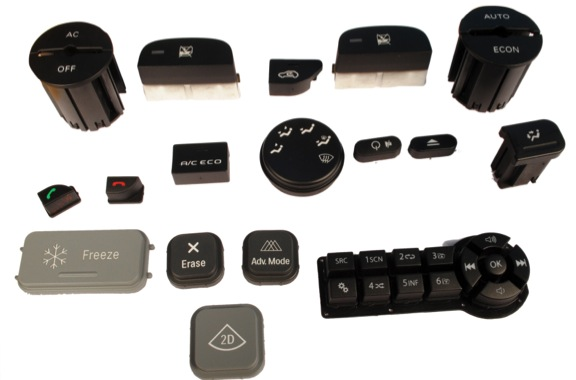 AC
OFF
AUTO
ECON
A/C ECO
Freeze
Erase
Adv. Mode
SRC
1SCN
2
3
4
5INF
6
OK
2D